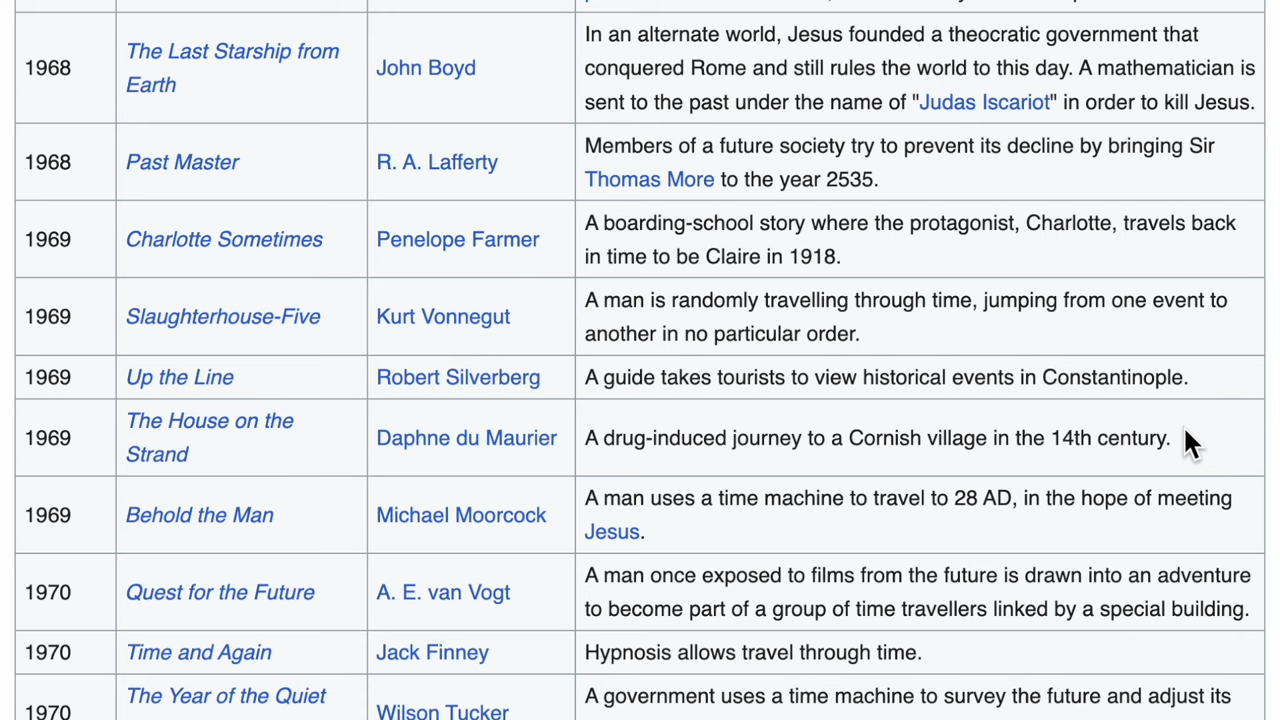 1968
The Last Starship from
Earth
John Boyd
In an alternate world, Jesus founded a theocratic government that
conquered Rome and still rules the world to this day. A mathematician is
sent to the past under the name of "Judas Iscariot" in order to kill Jesus.
1968
Past Master
R. A. Lafferty
Members of a future society try to prevent its decline by bringing Sir
Thomas More to the year 2535.
1969
Charlotte Sometimes
Penelope Farmer
A boarding-school story where the protagonist, Charlotte, travels back
in time to be Claire in 1918.
1969
Slaughterhouse-Five
Kurt Vonnegut
A man is randomly travelling through time, jumping from one event to
another in no particular order.
1969
Up the Line
Robert Silverberg
A guide takes tourists to view historical events in Constantinople.
1969
The House on the
Strand
Daphne du Maurier
A drug-induced journey to a Cornish village in the 14th century.
1969
Behold the Man
Michael Moorcock
A man uses a time machine to travel to 28 AD, in the hope of meeting
Jesus.
1970
Quest for the Future
A. E. van Vogt
A man once exposed to films from the future is drawn into an adventure
to become part of a group of time travellers linked by a special building.
1970
Time and Again
Jack Finney
Hypnosis allows travel through time.
1970
The Year of the Quiet
Wilson Tucker
A government uses a time machine to survey the future and adjust its